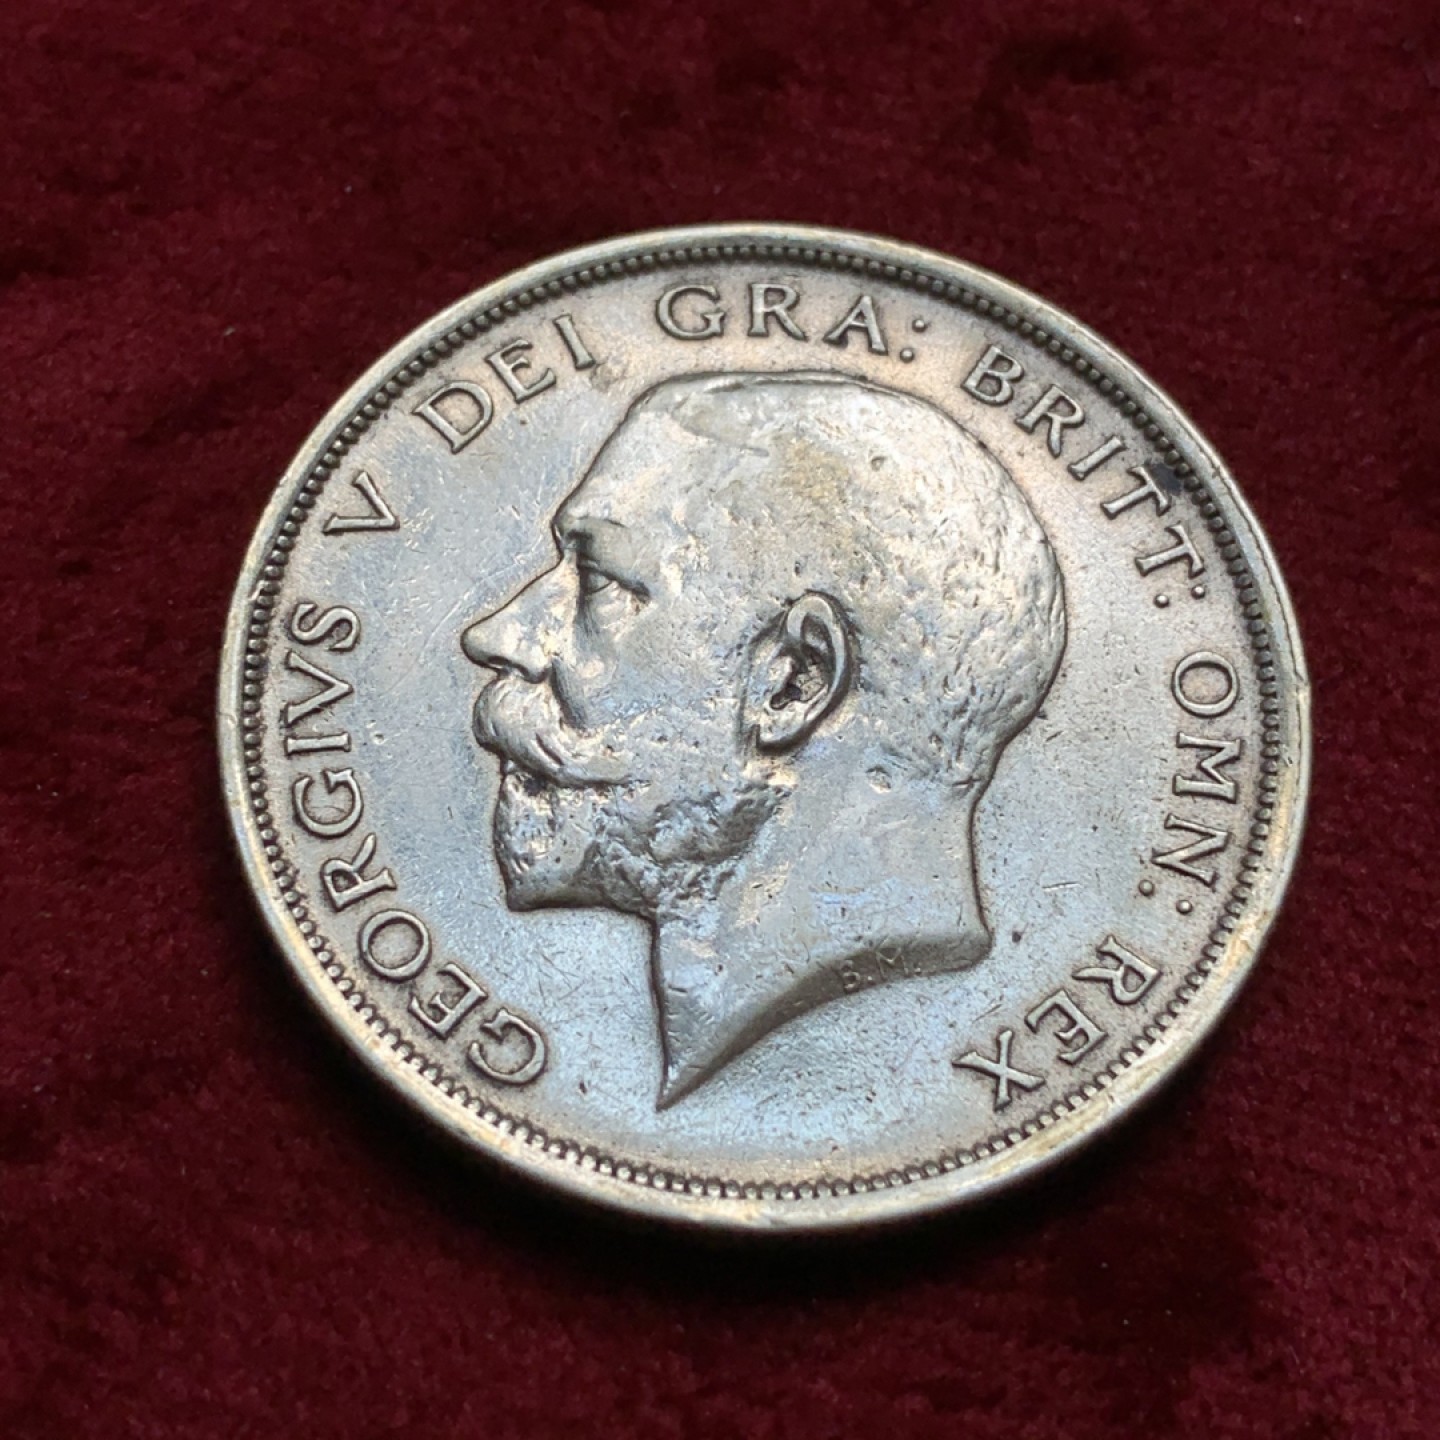 GEORGIVS V DEI GRA: BRITT: OMN: REX
B.M.